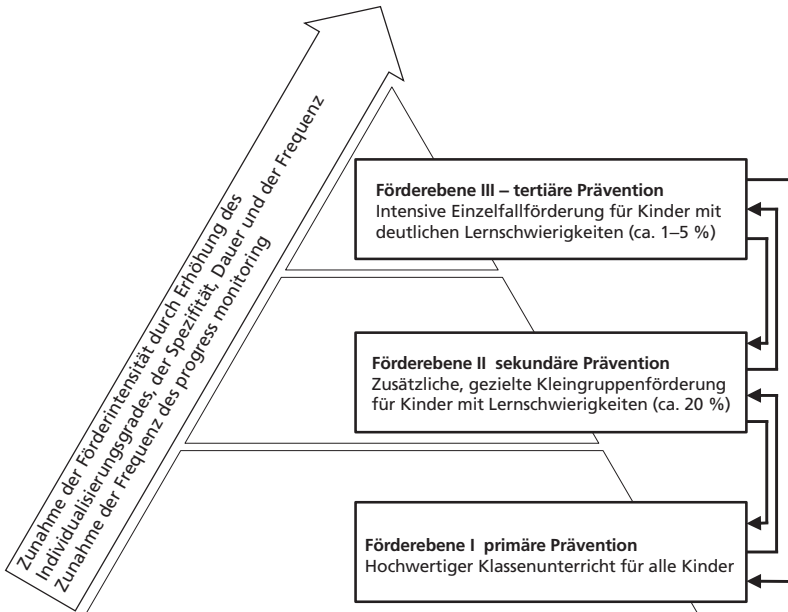 Zunahme der Förderintensität durch Erhöhung des
Individualisierungsgrades, der Spezifität, Dauer und der Frequenz
Zunahme der Frequenz des progress monitoring
Förderebene III – tertiäre Prävention
Intensive Einzelfallförderung für Kinder mit
deutlichen Lernschwierigkeiten (ca. 1–5 %)
Förderebene II sekundäre Prävention
Zusätzliche, gezielte Kleingruppenförderung
für Kinder mit Lernschwierigkeiten (ca. 20 %)
Förderebene I primäre Prävention
Hochwertiger Klassenunterricht für alle Kinder